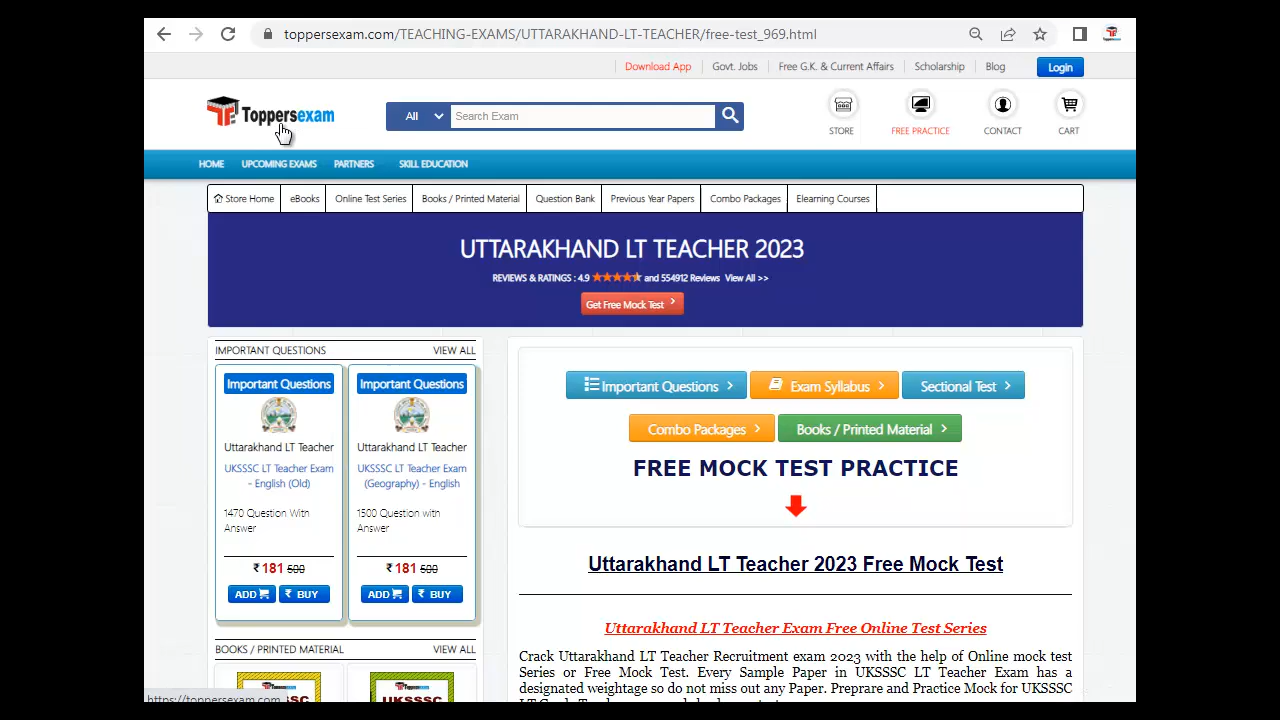 toppersexam.com/TEACHING-EXAMS/UTTARAKHAND-LT-TEACHER/free-test_969.html
Download App Govt. Jobs Free G.K. & Current Affairs Scholarship Blog Login
Toppersexam All Search Exam
STORE FREE PRACTICE CONTACT CART
HOME UPCOMING EXAMS PARTNERS SKILL EDUCATION
Store Home eBooks Online Test Series Books / Printed Material Question Bank Previous Year Papers Combo Packages Elearning Courses
UTTARAKHAND LT TEACHER 2023
REVIEWS & RATINGS : 4.9 and 554912 Reviews View All >>
Get Free Mock Test
IMPORTANT QUESTIONS VIEW ALL
Important Questions
Uttarakhand LT Teacher
UKSSSC LT Teacher Exam
- English (Old)
1470 Question With
Answer
₹ 181 500
ADD ₹ BUY
Important Questions
Uttarakhand LT Teacher
UKSSSC LT Teacher Exam
(Geography) - English
1500 Question with
Answer
₹ 181 500
ADD ₹ BUY
BOOKS / PRINTED MATERIAL VIEW ALL
Toppersexam
Toppersexam
UKSSSC
https://toppersexam.com
Important Questions Exam Syllabus Sectional Test
Combo Packages Books / Printed Material
FREE MOCK TEST PRACTICE
Uttarakhand LT Teacher 2023 Free Mock Test
Uttarakhand LT Teacher Exam Free Online Test Series
Crack Uttarakhand LT Teacher Recruitment exam 2023 with the help of Online mock test
Series or Free Mock Test. Every Sample Paper in UKSSSC LT Teacher Exam has a
designated weightage so do not miss out any Paper. Preprare and Practice Mock for UKSSSC